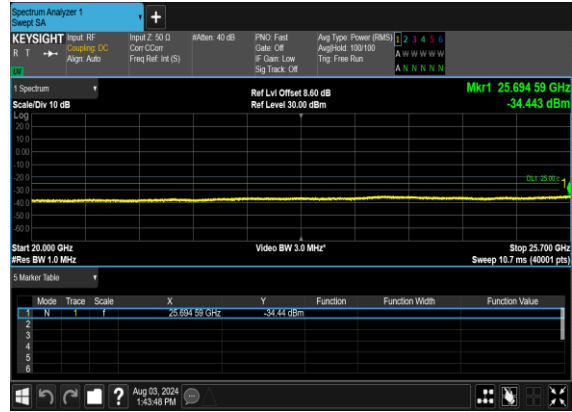 Spectrum Analyzer 1
Swept SA
+
KEYSIGHT Input: RF Input Z: 50 Ω #Atten: 40 dB PNO: Fast Avg Type: Power (RMS) 1 2 3 4 5 6
R T Coupling: DC Corr CCorr Gate: Off Avg|Hold: 100/100 A W W W W W
Align: Auto Freq Ref: Int (S) IF Gain: Low Trig: Free Run
Sig Track: Off A N N N N N
1 Spectrum Ref Lvl Offset 8.60 dB Mkr1 25.694 59 GHz
Scale/Div 10 dB Ref Level 30.00 dBm -34.443 dBm
Log
20.0
10.0
0.00
-10.0
-20.0
DL1 -25.00 1
-30.0
-40.0
-50.0
-60.0
Start 20.000 GHz Video BW 3.0 MHz* Stop 25.700 GHz
#Res BW 1.0 MHz Sweep 10.7 ms (40001 pts)
5 Marker Table
Mode Trace Scale X Y Function Function Width Function Value
1 N 1 f 25.694 59 GHz -34.44 dBm
2
3
4
5
6
? Aug 03, 2024
1:43:48 PM